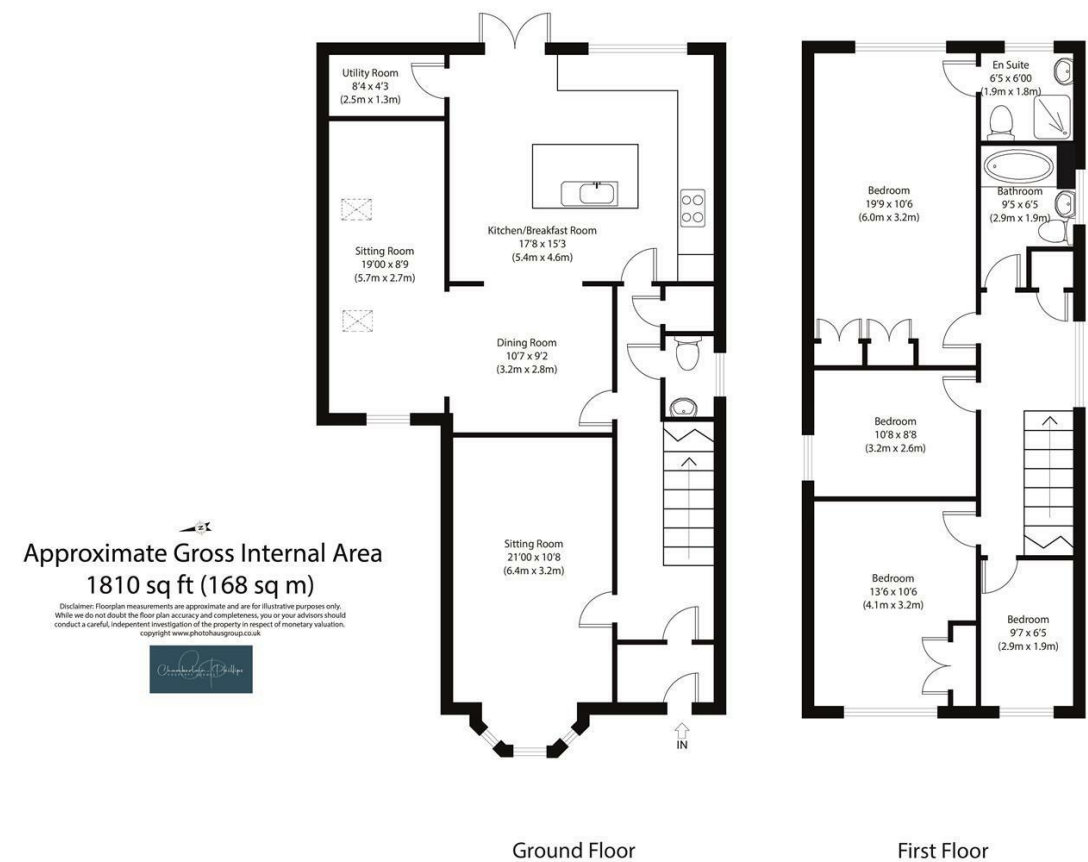 Utility Room
8'4 x 4'3
(2.5m x 1.3m)
Sitting Room
19'00 x 8'9
(5.7m x 2.7m)
Kitchen/Breakfast Room
17'8 x 15'3
(5.4m x 4.6m)
Dining Room
10'7 x 9'2
(3.2m x 2.8m)
Sitting Room
21'00 x 10'8
(6.4m x 3.2m)
IN
En Suite
6'5 x 6'00
(1.9m x 1.8m)
Bedroom
19'9 x 10'6
(6.0m x 3.2m)
Bathroom
9'5 x 6'5
(2.9m x 1.9m)
Bedroom
10'8 x 8'8
(3.2m x 2.6m)
Bedroom
13'6 x 10'6
(4.1m x 3.2m)
Bedroom
9'7 x 6'5
(2.9m x 1.9m)
N
Approximate Gross Internal Area
1810 sq ft (168 sq m)
Disclaimer: Floorplan measurements are approximate and are for illustrative purposes only.
While we do not doubt the floor plan accuracy and completeness, you or your advisors should
conduct a careful, indepentent investigation of the property in respect of monetary valuation.
copyright www.photohausgroup.co.uk
Chamberlain Phillips
Ground Floor
First Floor